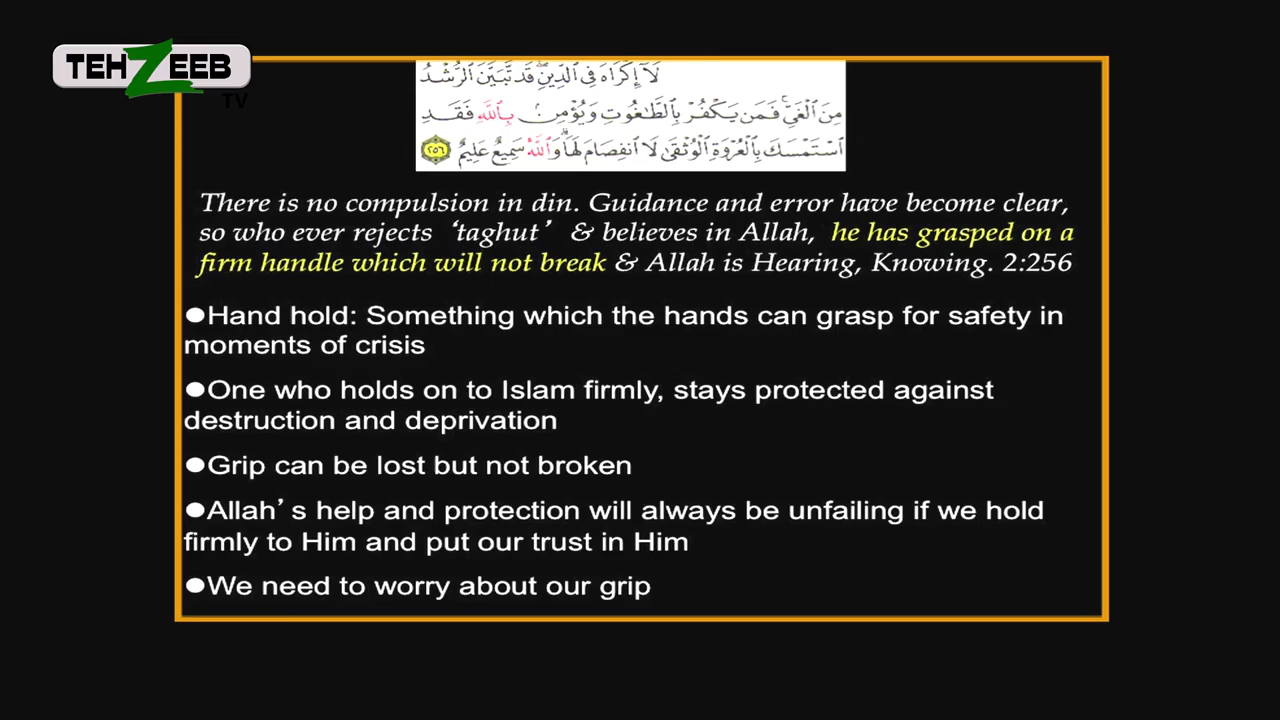 TEHZEEB
TV
لَآ إِكْرَاهَ فِى ٱلدِّينِ ۖ قَد تَّبَيَّنَ ٱلرُّشْدُ
مِنَ ٱلْغَىِّ ۚ فَمَن يَكْفُرْ بِٱلطَّـٰغُوتِ وَيُؤْمِنۢ بِٱللَّهِ فَقَدِ
ٱسْتَمْسَكَ بِٱلْعُرْوَةِ ٱلْوُثْقَىٰ لَا ٱنفِصَامَ لَهَا ۗ وَٱللَّهُ سَمِيعٌ عَلِيمٌ ٢٥٦
There is no compulsion in din. Guidance and error have become clear,
so who ever rejects ‘taghut’ & believes in Allah, he has grasped on a
firm handle which will not break & Allah is Hearing, Knowing. 2:256
●Hand hold: Something which the hands can grasp for safety in
moments of crisis
●One who holds on to Islam firmly, stays protected against
destruction and deprivation
●Grip can be lost but not broken
●Allah’s help and protection will always be unfailing if we hold
firmly to Him and put our trust in Him
●We need to worry about our grip